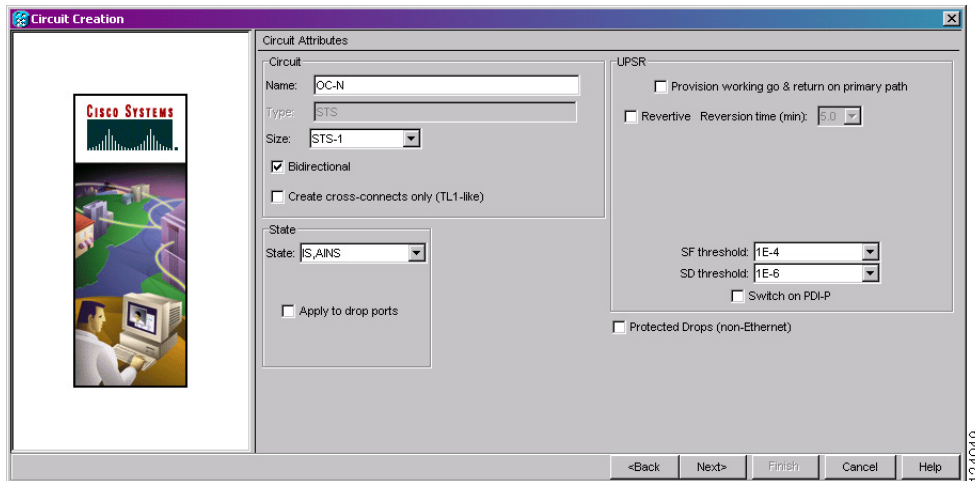 Circuit Creation
CISCO SYSTEMS
Circuit Attributes
Circuit
Name: OC-N
Type: STS
Size: STS-1
Bidirectional
Create cross-connects only (TL1-like)
State
State: IS,AINS
Apply to drop ports
UPSR
Provision working go & return on primary path
Revertive Reversion time (min): 5.0
SF threshold: 1E-4
SD threshold: 1E-6
Switch on PDI-P
Protected Drops (non-Ethernet)
<Back Next> Finish Cancel Help